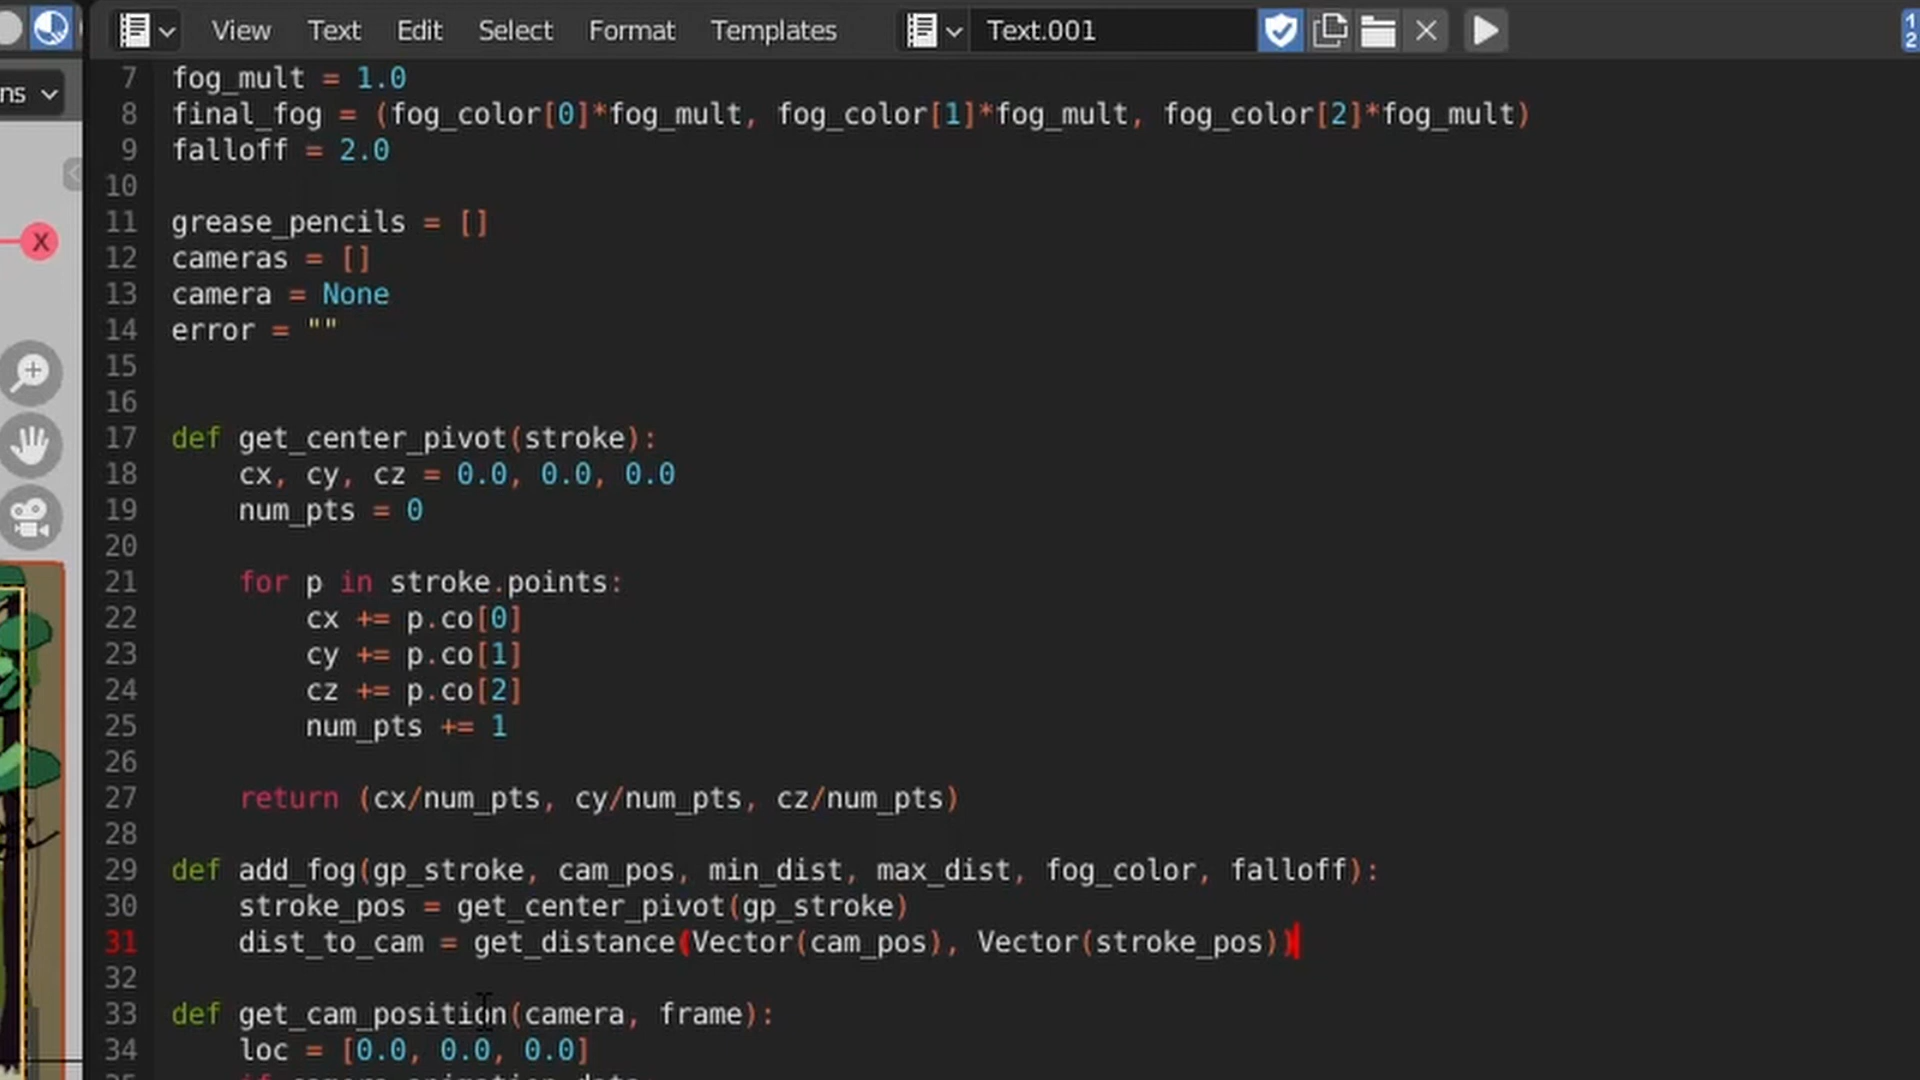 View Text Edit Select Format Templates Text.001
ns
X
7 fog_mult = 1.0
8 final_fog = (fog_color[0]*fog_mult, fog_color[1]*fog_mult, fog_color[2]*fog_mult)
9 falloff = 2.0
10
11 grease_pencils = []
12 cameras = []
13 camera = None
14 error = ""
15
16
17 def get_center_pivot(stroke):
18     cx, cy, cz = 0.0, 0.0, 0.0
19     num_pts = 0
20
21     for p in stroke.points:
22         cx += p.co[0]
23         cy += p.co[1]
24         cz += p.co[2]
25         num_pts += 1
26
27     return (cx/num_pts, cy/num_pts, cz/num_pts)
28
29 def add_fog(gp_stroke, cam_pos, min_dist, max_dist, fog_color, falloff):
30     stroke_pos = get_center_pivot(gp_stroke)
31     dist_to_cam = get_distance(Vector(cam_pos), Vector(stroke_pos))
32
33 def get_cam_position(camera, frame):
34     loc = [0.0, 0.0, 0.0]